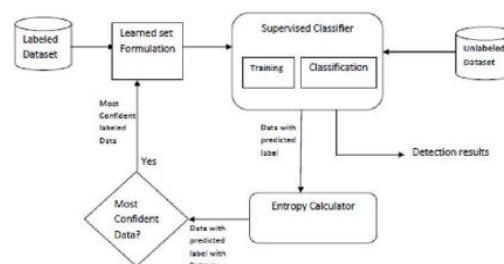 Labeled
Dataset
Learned set
Formulation
Supervised Classifier
Training
Classification
Unlabeled
Dataset
Most
Confident
labeled
Data
Data with
predicted
label
Detection results
Yes
Most
Confident
Data?
Entropy Calculator
Data with
predicted
label with